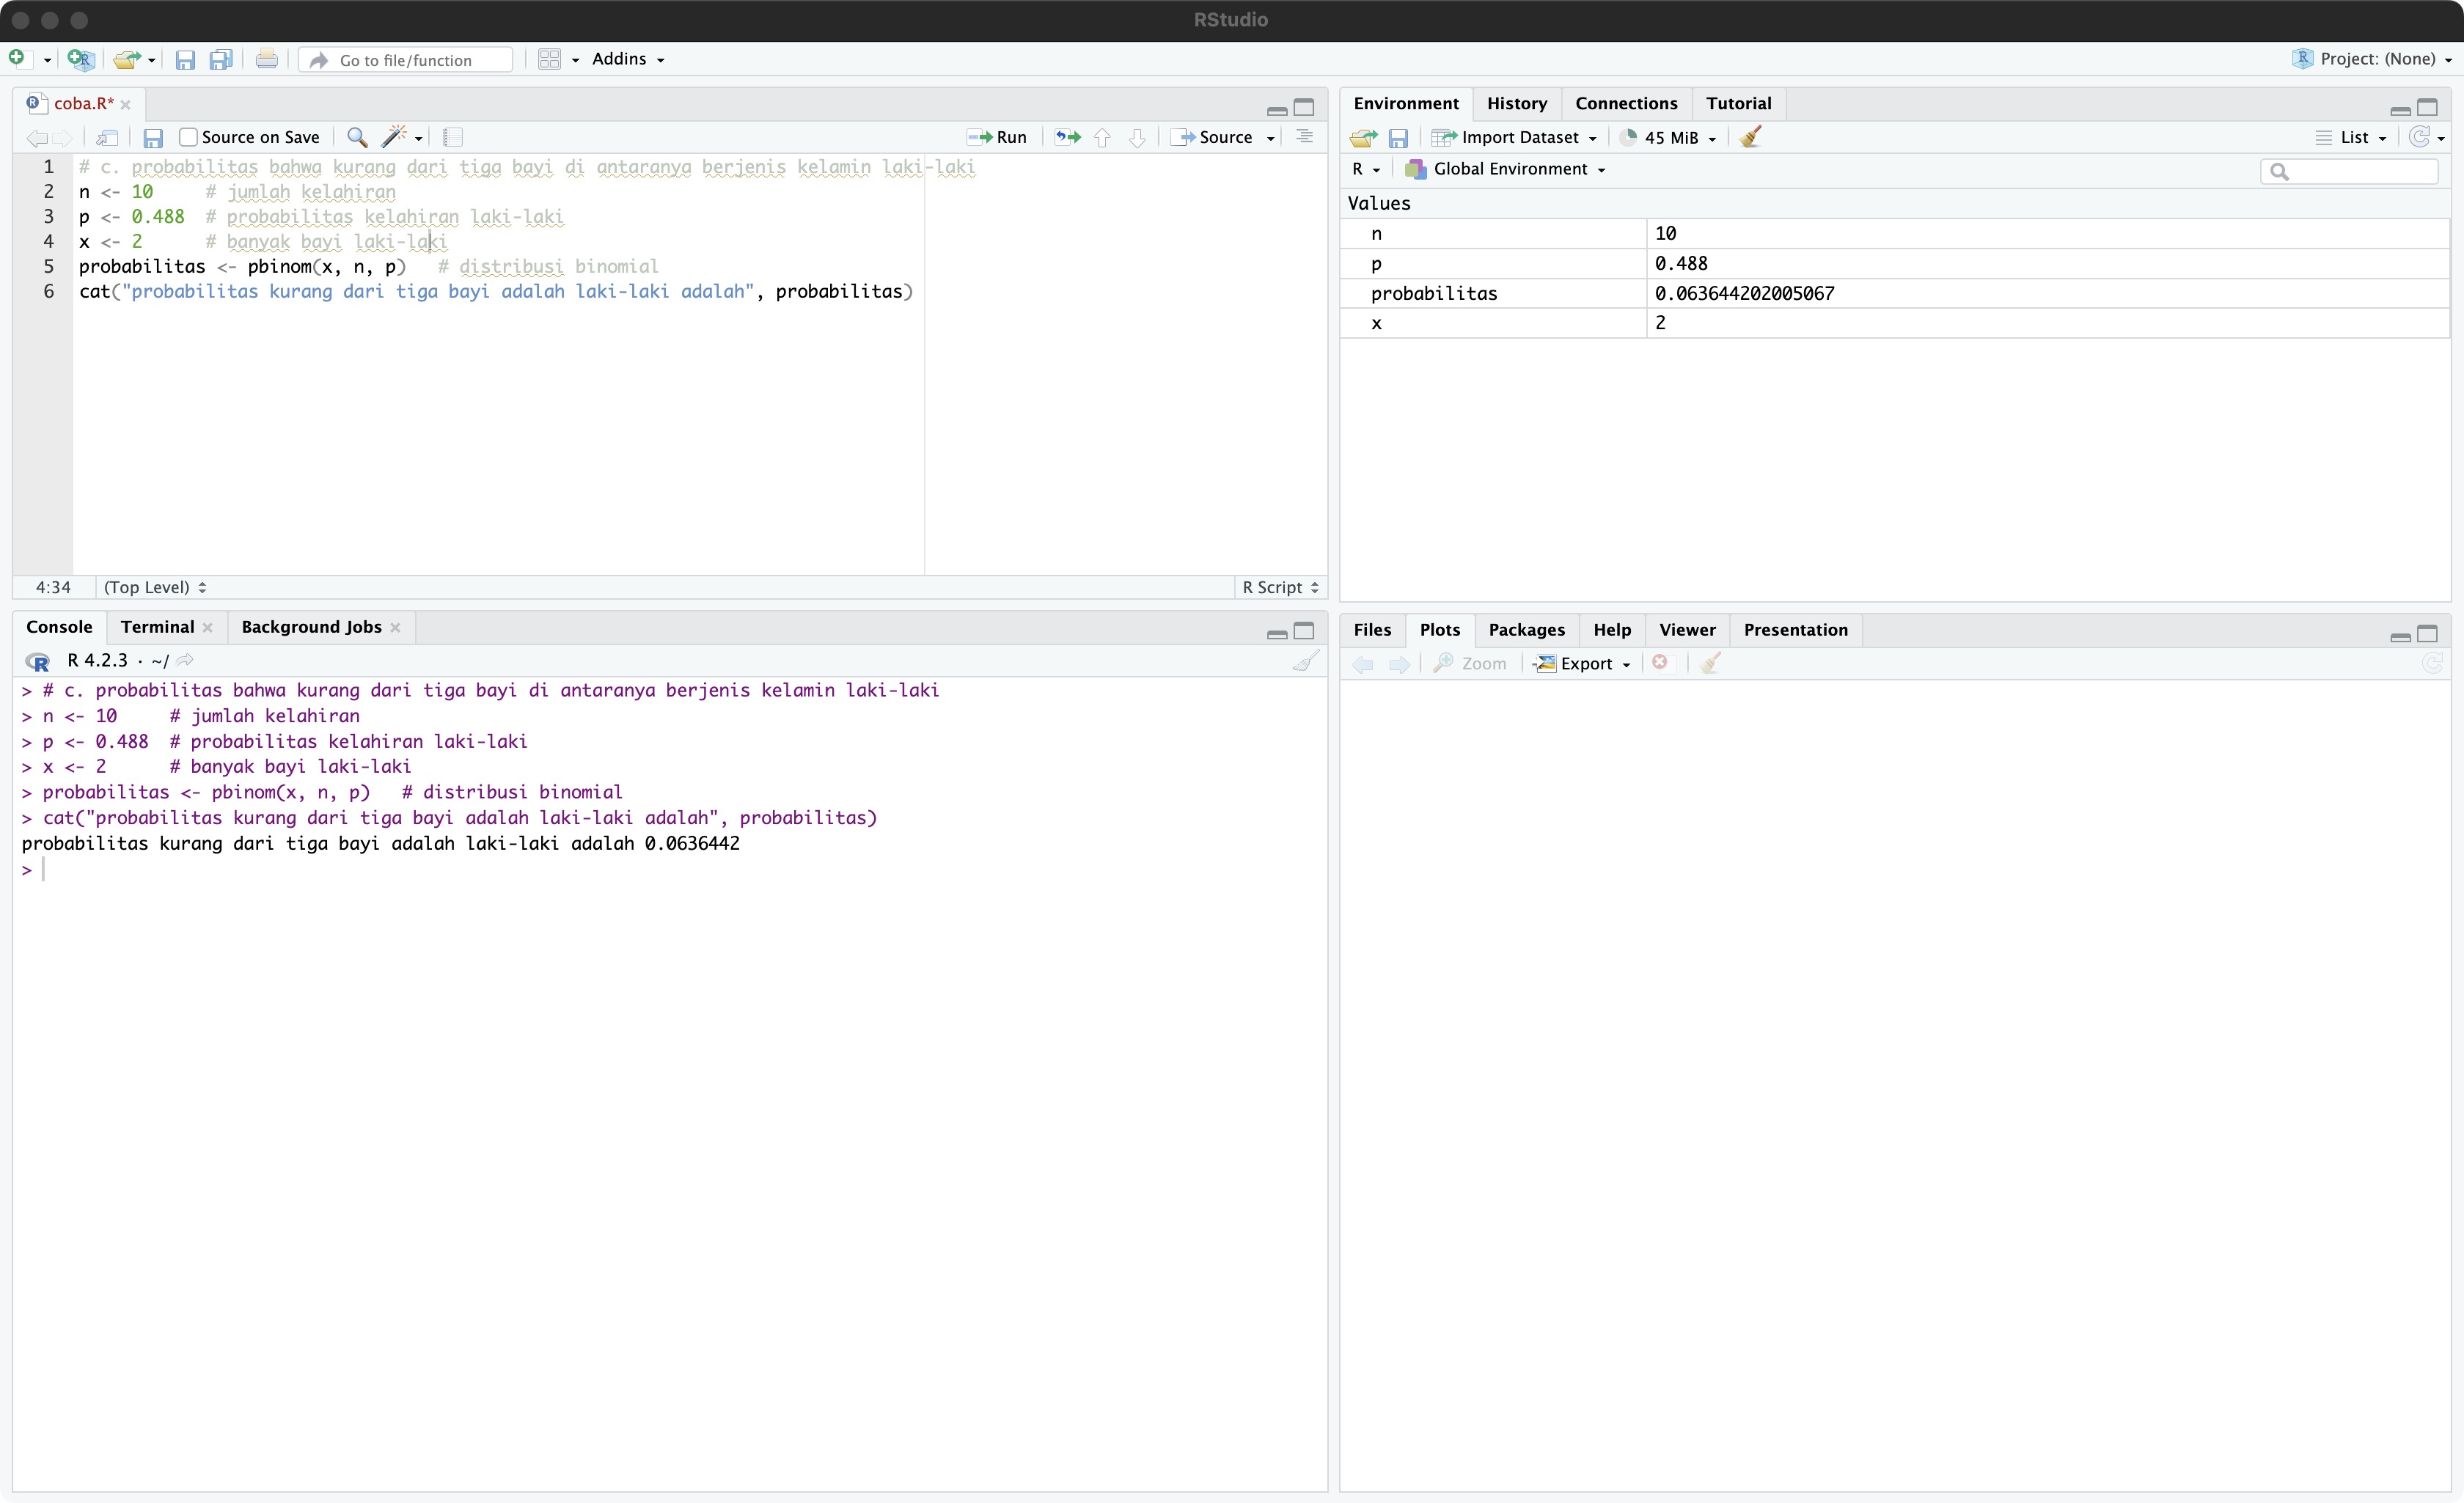 RStudio
Go to file/function
Addins
Project: (None)
coba.R*
Source on Save
Run
Source
1 # c. probabilitas bahwa kurang dari tiga bayi di antaranya berjenis kelamin laki-laki
2 n <- 10     # jumlah kelahiran
3 p <- 0.488  # probabilitas kelahiran laki-laki
4 x <- 2      # banyak bayi laki-laki
5 probabilitas <- pbinom(x, n, p)   # distribusi binomial
6 cat("probabilitas kurang dari tiga bayi adalah laki-laki adalah", probabilitas)
4:34 (Top Level) R Script
Console Terminal Background Jobs
R 4.2.3 · ~/
> # c. probabilitas bahwa kurang dari tiga bayi di antaranya berjenis kelamin laki-laki
> n <- 10     # jumlah kelahiran
> p <- 0.488  # probabilitas kelahiran laki-laki
> x <- 2      # banyak bayi laki-laki
> probabilitas <- pbinom(x, n, p)   # distribusi binomial
> cat("probabilitas kurang dari tiga bayi adalah laki-laki adalah", probabilitas)
probabilitas kurang dari tiga bayi adalah laki-laki adalah 0.0636442
>
Environment History Connections Tutorial
Import Dataset 45 MiB List
R Global Environment
Values
n 10
p 0.488
probabilitas 0.063644202005067
x 2
Files Plots Packages Help Viewer Presentation
Zoom Export